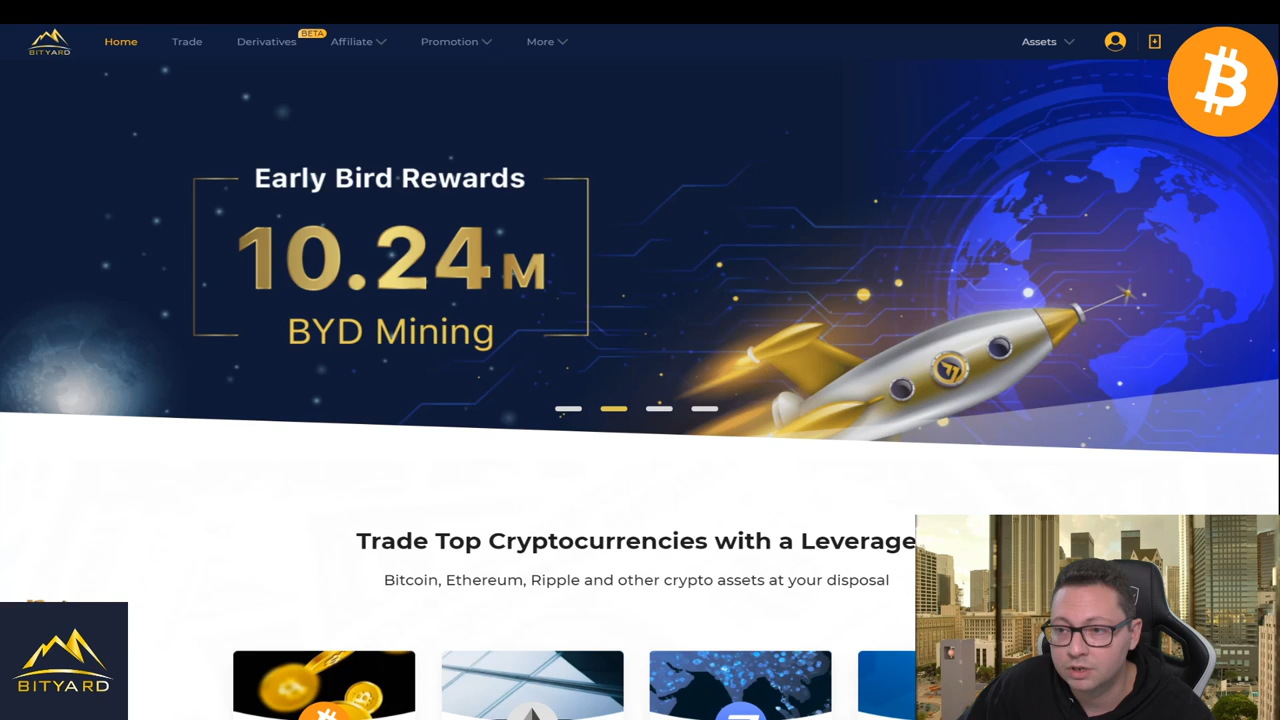 BITYARD
Home
Trade
Derivatives
BETA
Affiliate
Promotion
More
Assets
Early Bird Rewards
10.24M
BYD Mining
Trade Top Cryptocurrencies with a Leverage
Bitcoin, Ethereum, Ripple and other crypto assets at your disposal
BITYARD